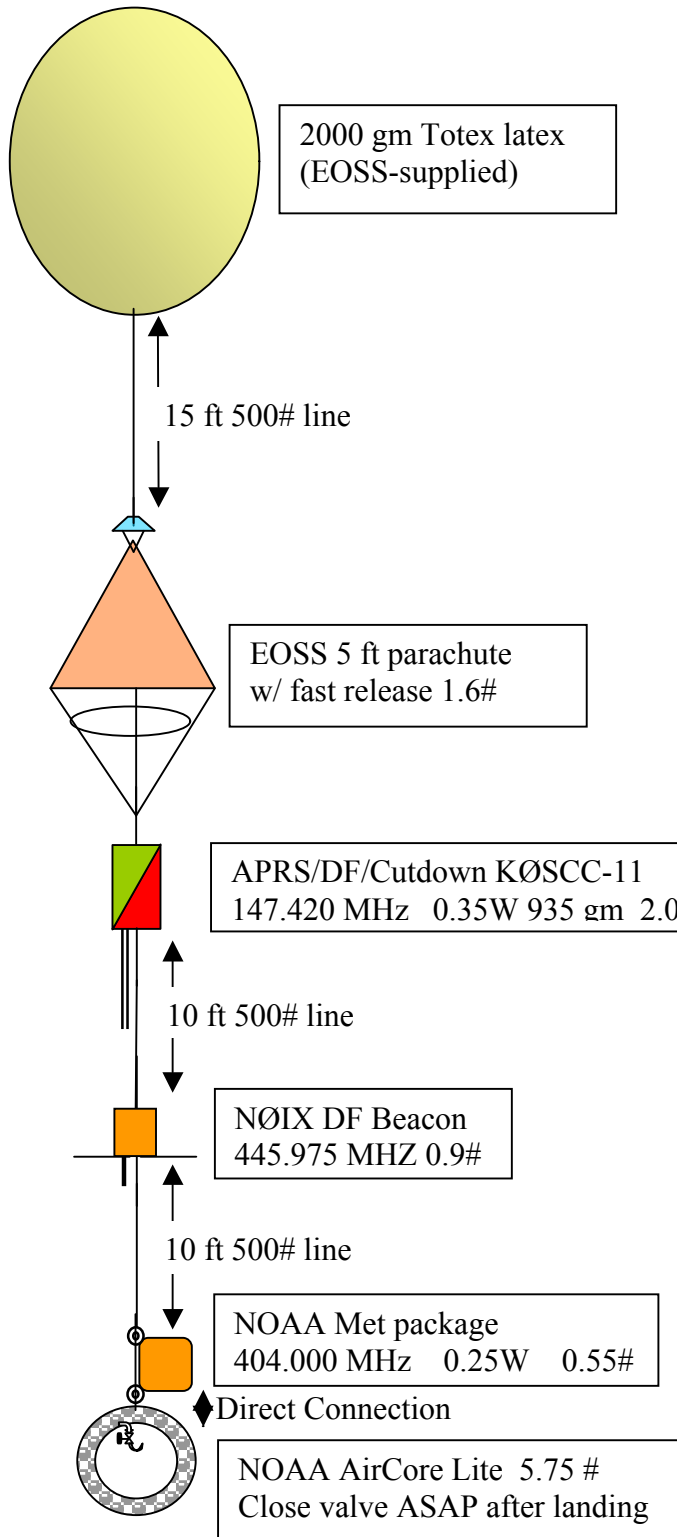 2000 gm Totex latex
(EOSS-supplied)
15 ft 500# line
EOSS 5 ft parachute
w/ fast release 1.6#
APRS/DF/Cutdown KØSCC-11
147.420 MHz 0.35W 935 gm 2.0
10 ft 500# line
NØIX DF Beacon
445.975 MHZ 0.9#
10 ft 500# line
NOAA Met package
404.000 MHz 0.25W 0.55#
Direct Connection
NOAA AirCore Lite 5.75 #
Close valve ASAP after landing